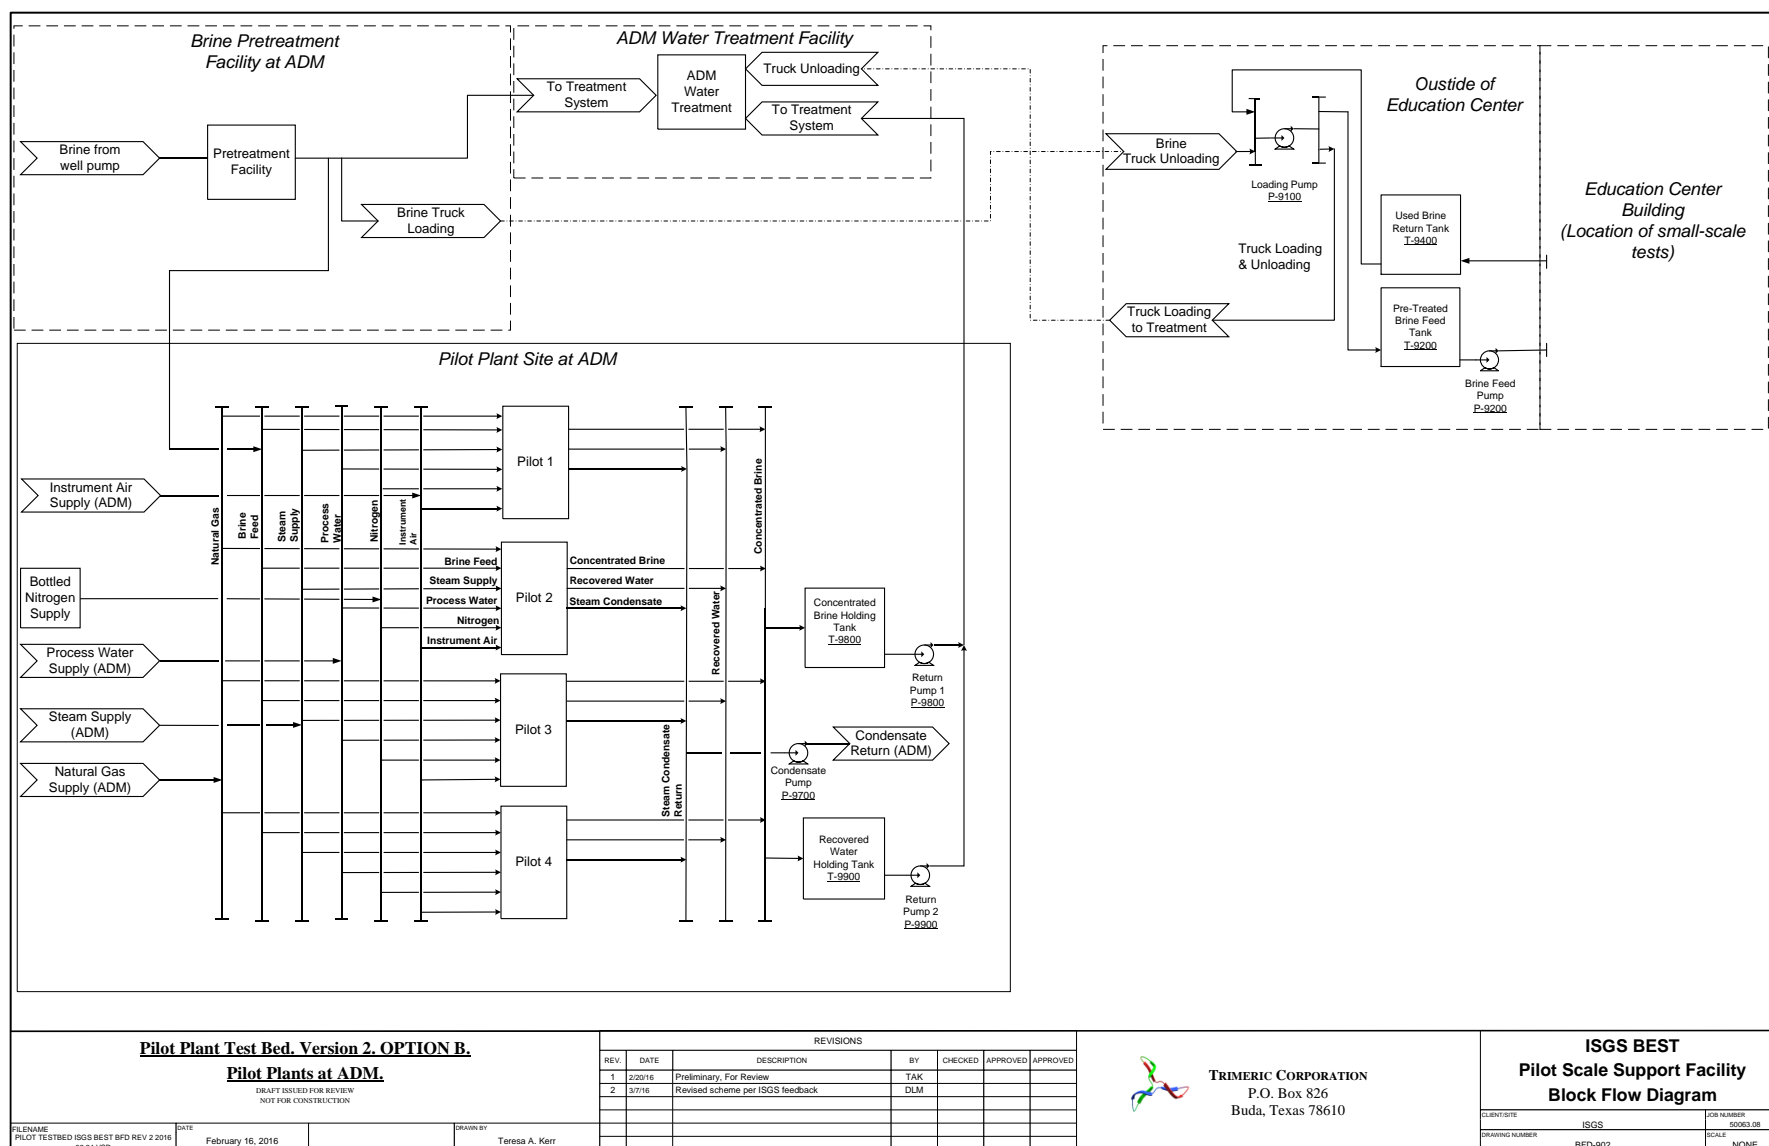 Brine Pretreatment
Facility at ADM
ADM Water Treatment Facility
To Treatment
System
ADM
Water
Treatment
Truck Unloading
To Treatment
System
Brine from
well pump
Pretreatment
Facility
Brine Truck
Loading
Oustide of
Education Center
Brine
Truck Unloading
Loading Pump
P-9100
Truck Loading
& Unloading
Truck Loading
to Treatment
Used Brine
Return Tank
T-9400
Pre-Treated
Brine Feed
Tank
T-9200
Brine Feed
Pump
P-9200
Education Center
Building
(Location of small-scale
tests)
Pilot Plant Site at ADM
Instrument Air
Supply (ADM)
Bottled
Nitrogen
Supply
Process Water
Supply (ADM)
Steam Supply
(ADM)
Natural Gas
Supply (ADM)
Natural Gas
Brine
Feed
Steam
Supply
Process
Water
Nitrogen
Instrument
Air
Pilot 1
Brine Feed
Steam Supply
Process Water
Nitrogen
Instrument Air
Pilot 2
Concentrated Brine
Recovered Water
Steam Condensate
Pilot 3
Pilot 4
Steam Condensate
Return
Recovered Water
Concentrated Brine
Concentrated
Brine Holding
Tank
T-9800
Return
Pump 1
P-9800
Condensate
Return (ADM)
Condensate
Pump
P-9700
Recovered
Water
Holding Tank
T-9900
Return
Pump 2
P-9900
Pilot Plant Test Bed. Version 2. OPTION B.
Pilot Plants at ADM.
DRAFT ISSUED FOR REVIEW
NOT FOR CONSTRUCTION
FILENAME
PILOT TESTBED ISGS BEST BFD REV 2 2016
DATE
February 16, 2016
DRAWN BY
Teresa A. Kerr
REVISIONS
REV. DATE DESCRIPTION BY CHECKED APPROVED APPROVED
1 2/20/16 Preliminary, For Review TAK
2 3/7/16 Revised scheme per ISGS feedback DLM
TRIMERIC CORPORATION
P.O. Box 826
Buda, Texas 78610
ISGS BEST
Pilot Scale Support Facility
Block Flow Diagram
CLIENT/SITE
ISGS
JOB NUMBER
50063.08
DRAWING NUMBER
BFD-902
SCALE
NONE